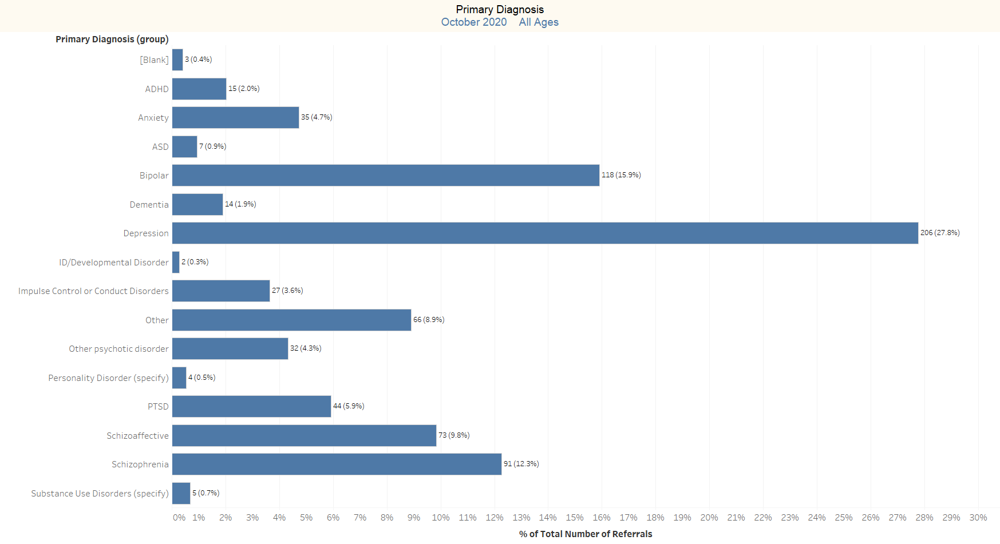 Primary Diagnosis
October 2020 All Ages
Primary Diagnosis (group)
[Blank] 3 (0.4%)
ADHD 15 (2.0%)
Anxiety 35 (4.7%)
ASD 7 (0.9%)
Bipolar 118 (15.9%)
Dementia 14 (1.9%)
Depression 206 (27.8%)
ID/Developmental Disorder 2 (0.3%)
Impulse Control or Conduct Disorders 27 (3.6%)
Other 66 (8.9%)
Other psychotic disorder 32 (4.3%)
Personality Disorder (specify) 4 (0.5%)
PTSD 44 (5.9%)
Schizoaffective 73 (9.8%)
Schizophrenia 91 (12.3%)
Substance Use Disorders (specify) 5 (0.7%)
0% 1% 2% 3% 4% 5% 6% 7% 8% 9% 10% 11% 12% 13% 14% 15% 16% 17% 18% 19% 20% 21% 22% 23% 24% 25% 26% 27% 28% 29% 30%
% of Total Number of Referrals